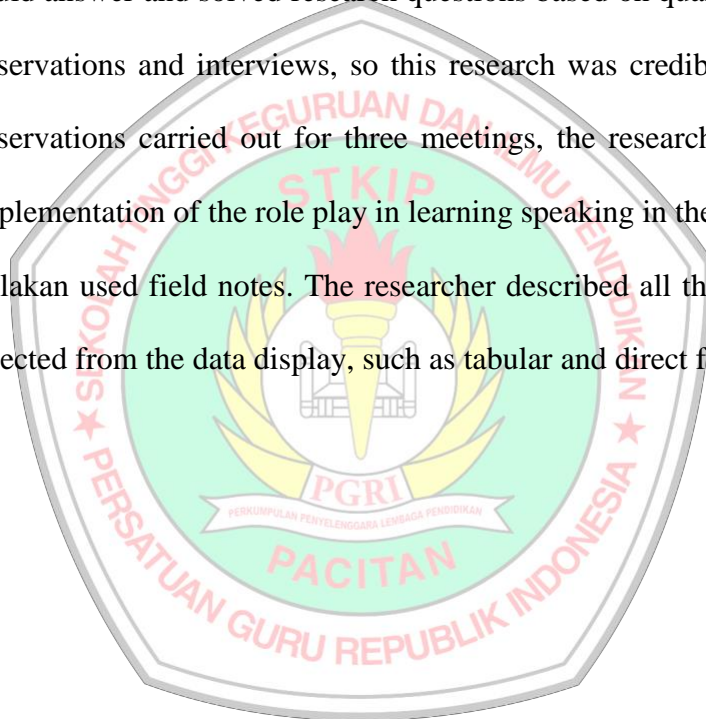 uid answer and solved research questions based on qua
servations and interviews, so this research was credib
servations carried out for three meetings, the research
plementation of the role play in learning speaking in the
lakan used field notes. The researcher described all th
ected from the data display, such as tabular and direct f
SEKOLAH TINGGI KEGURUAN DAN ILMU PENDIDIKAN
STKIP
PGRI
PERKUMPULAN PENYELENGGARA LEMBAGA PENDIDIKAN
PACITAN
PERSATUAN GURU REPUBLIK INDONESIA